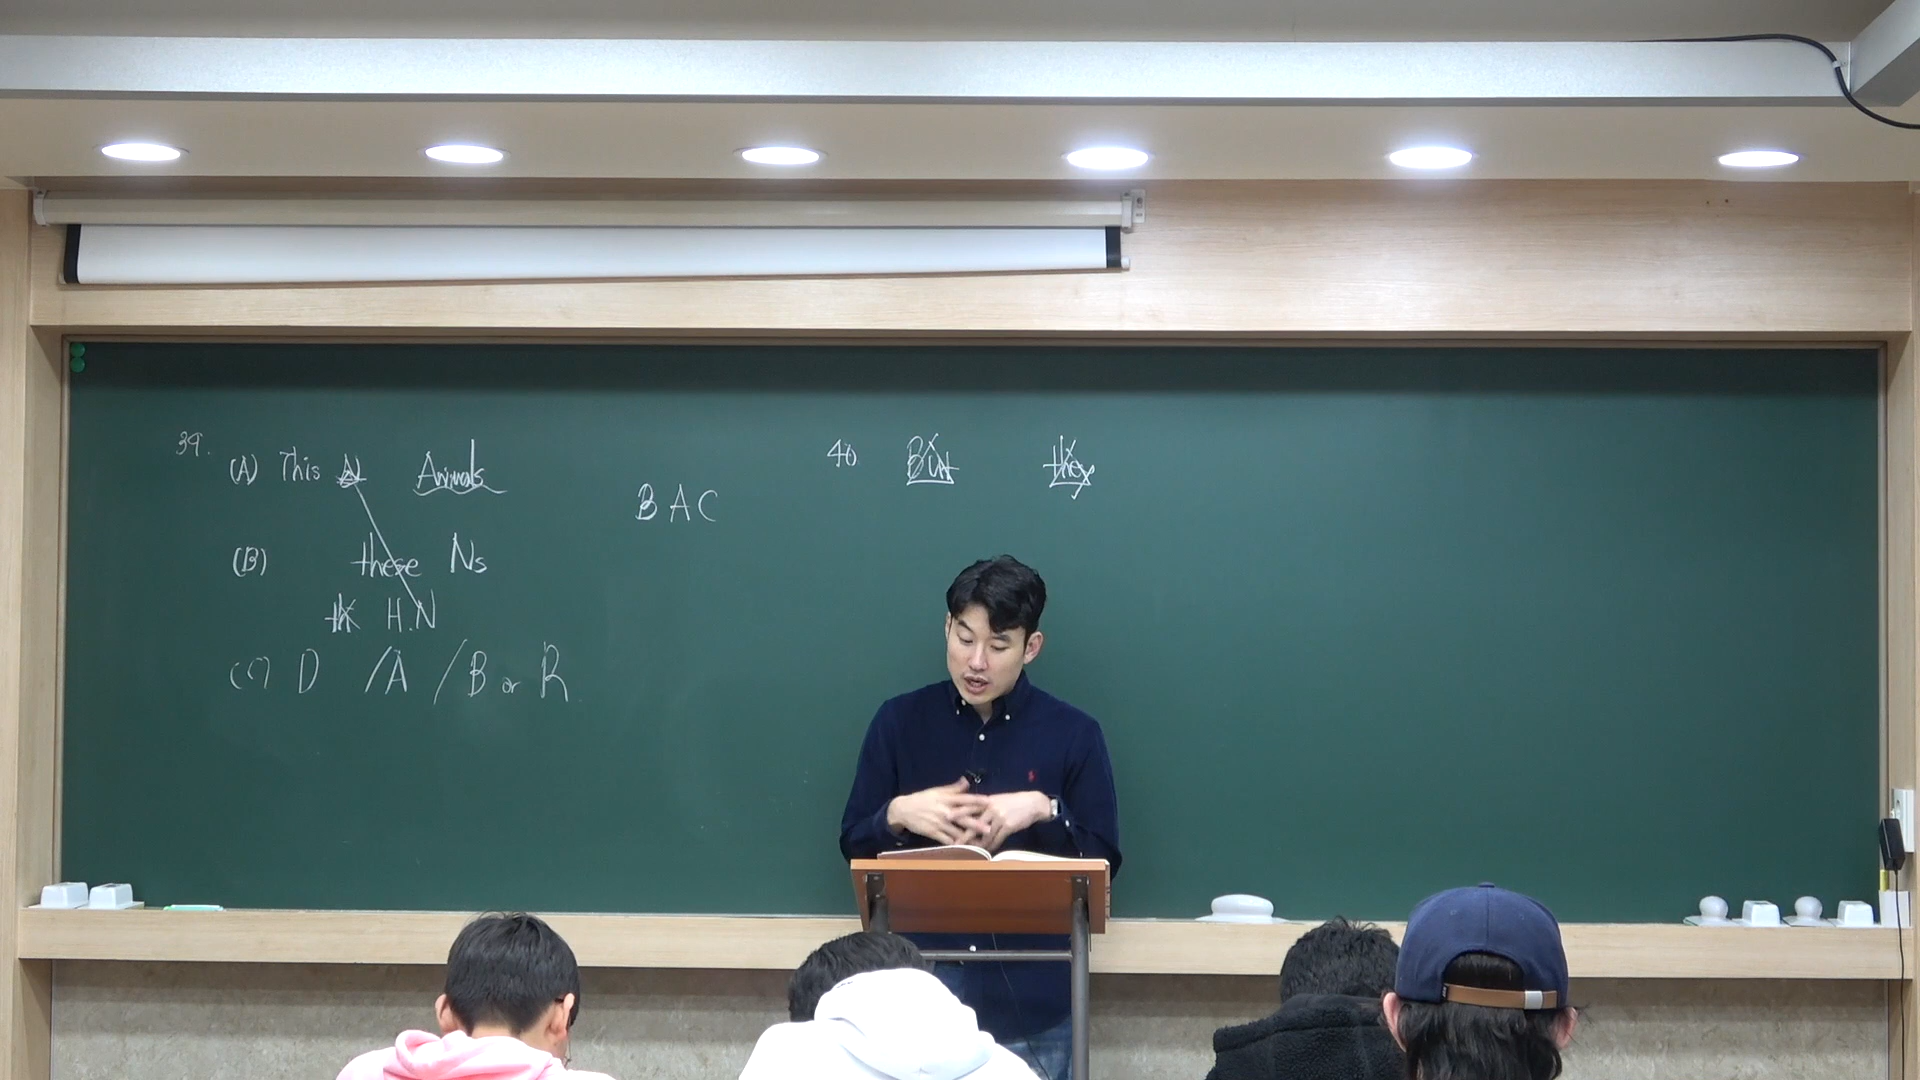 39.
(A) This N Animals
B A C
(B) these Ns
H.N
(C) D / A / B or R
40. But they